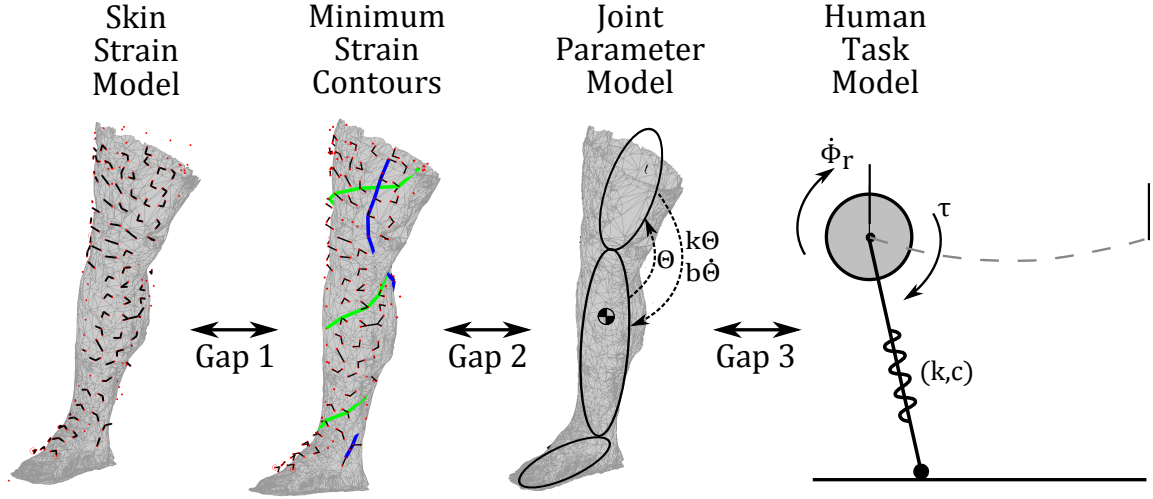 Skin
Strain
Model
Minimum
Strain
Contours
Joint
Parameter
Model
Human
Task
Model
Gap 1
Gap 2
Gap 3
Θ
kΘ
bΘ̇
Φ̇r
τ
(k,c)